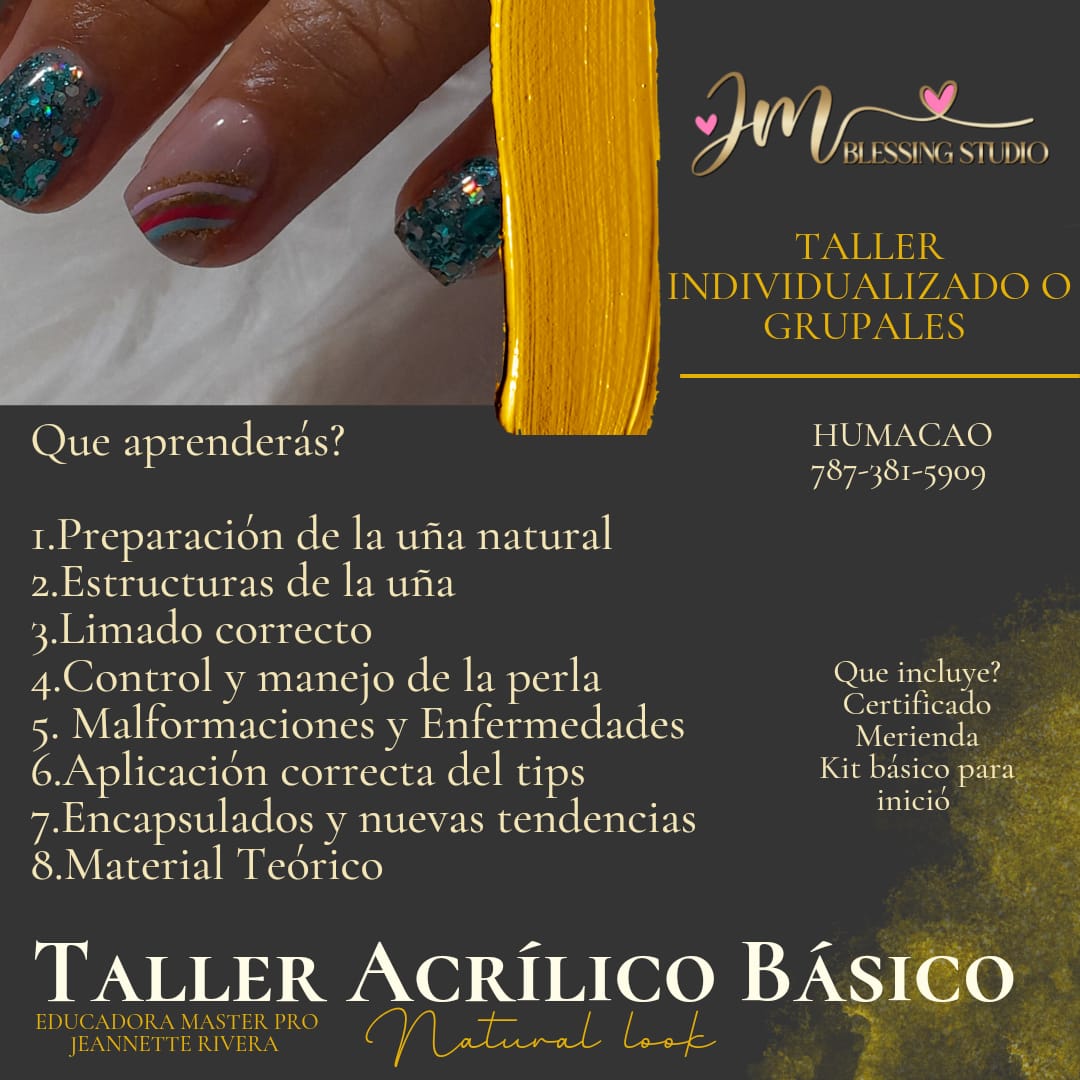 JM
BLESSING STUDIO
TALLER
INDIVIDUALIZADO O
GRUPALES
HUMACAO
787-381-5909
Que aprenderás?
1.Preparación de la uña natural
2.Estructuras de la uña
3.Limado correcto
4.Control y manejo de la perla
5. Malformaciones y Enfermedades
6.Aplicación correcta del tips
7.Encapsulados y nuevas tendencias
8.Material Teórico
Que incluye?
Certificado
Merienda
Kit básico para
inició
TALLER ACRÍLICO BÁSICO
EDUCADORA MASTER PRO
JEANNETTE RIVERA
Natural look